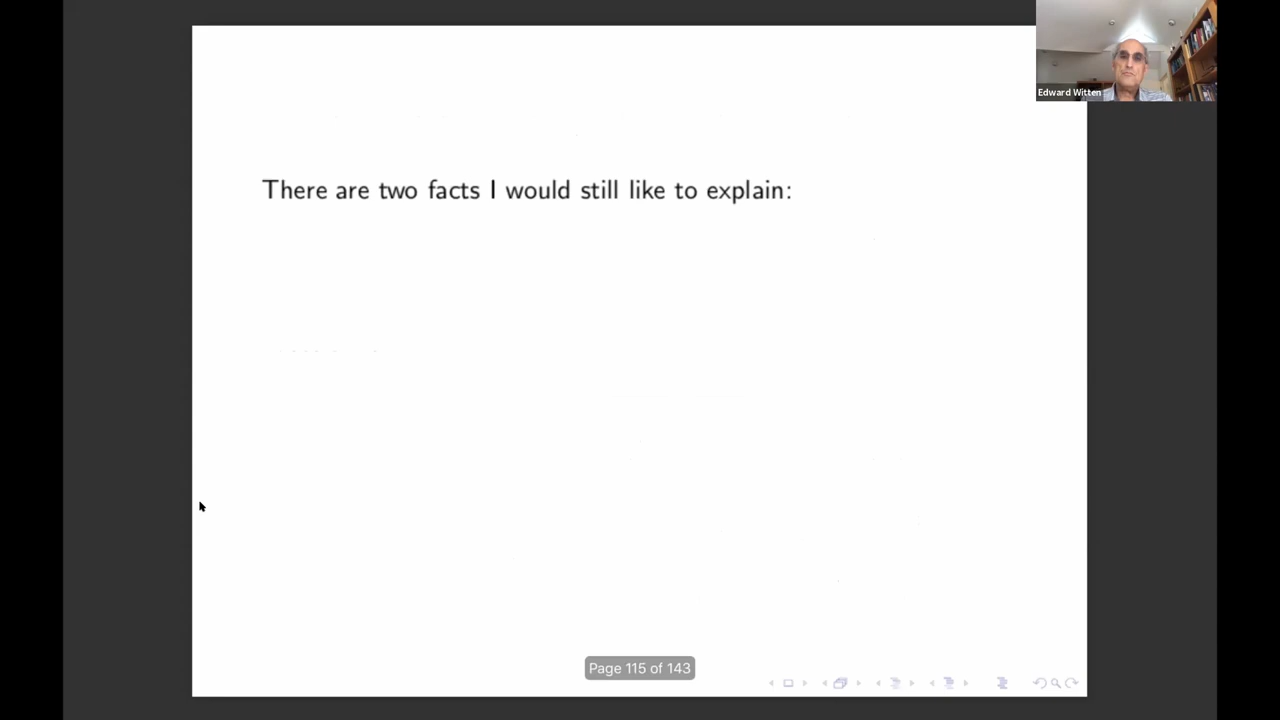 Edward Witten
There are two facts I would still like to explain:
Page 115 of 143